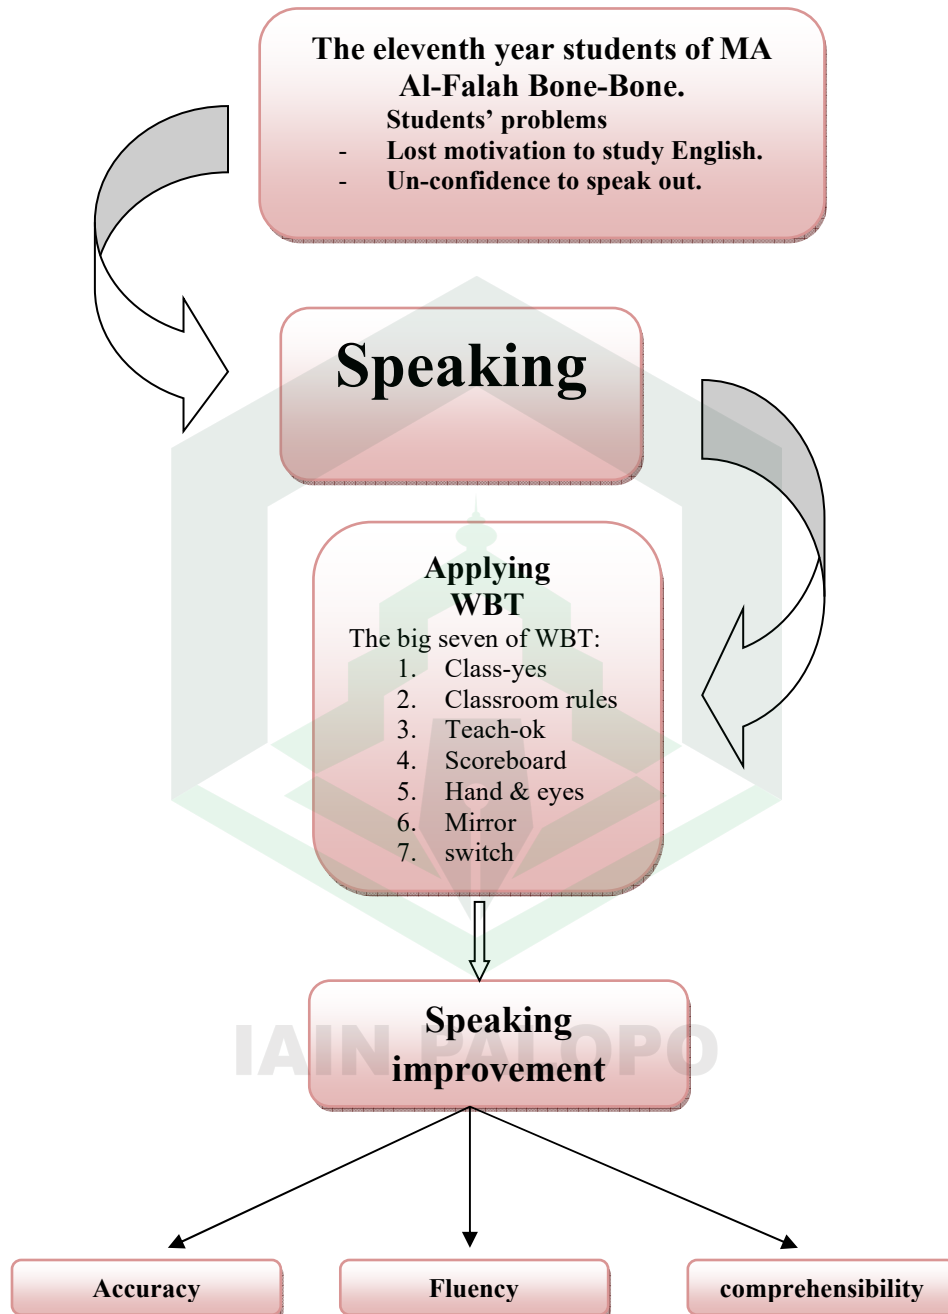 The eleventh year students of MA
Al-Falah Bone-Bone.
Students’ problems
- Lost motivation to study English.
- Un-confidence to speak out.
Speaking
Applying
WBT
The big seven of WBT:
1. Class-yes
2. Classroom rules
3. Teach-ok
4. Scoreboard
5. Hand & eyes
6. Mirror
7. switch
Speaking
improvement
IAIN PALOPO
Accuracy
Fluency
comprehensibility